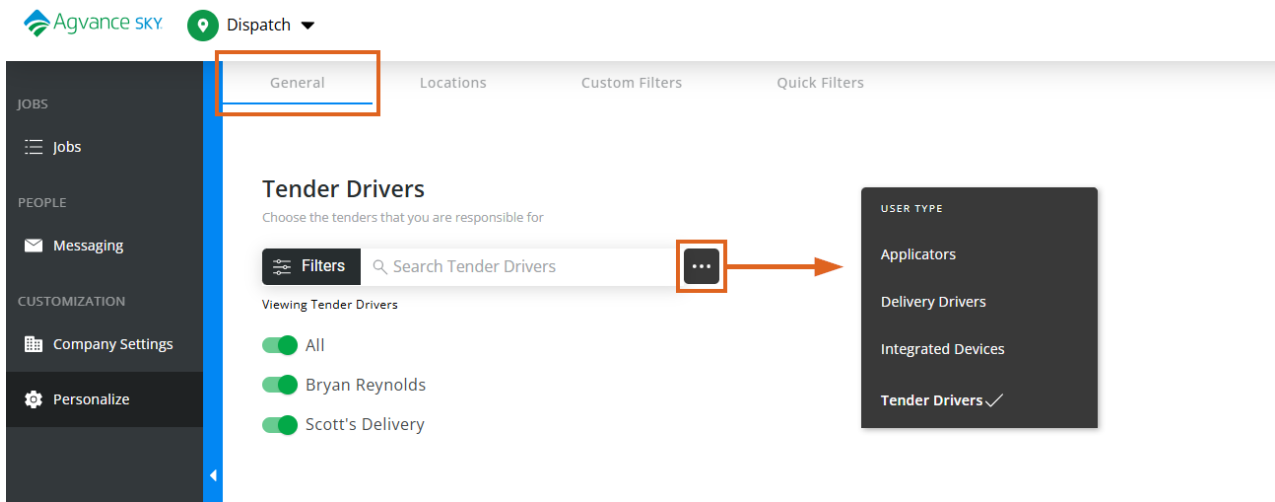 Agvance SKY
Dispatch
General Locations Custom Filters Quick Filters
JOBS
Jobs
PEOPLE
Messaging
CUSTOMIZATION
Company Settings
Personalize
Tender Drivers
Choose the tenders that you are responsible for
Filters Search Tender Drivers
Viewing Tender Drivers
All
Bryan Reynolds
Scott's Delivery
USER TYPE
Applicators
Delivery Drivers
Integrated Devices
Tender Drivers